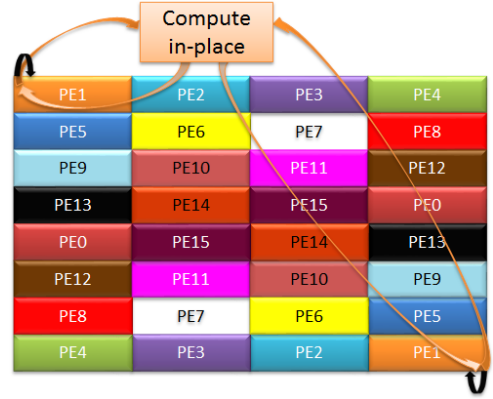 Compute
in-place
PE1 PE2 PE3 PE4
PE5 PE6 PE7 PE8
PE9 PE10 PE11 PE12
PE13 PE14 PE15 PE0
PE0 PE15 PE14 PE13
PE12 PE11 PE10 PE9
PE8 PE7 PE6 PE5
PE4 PE3 PE2 PE1